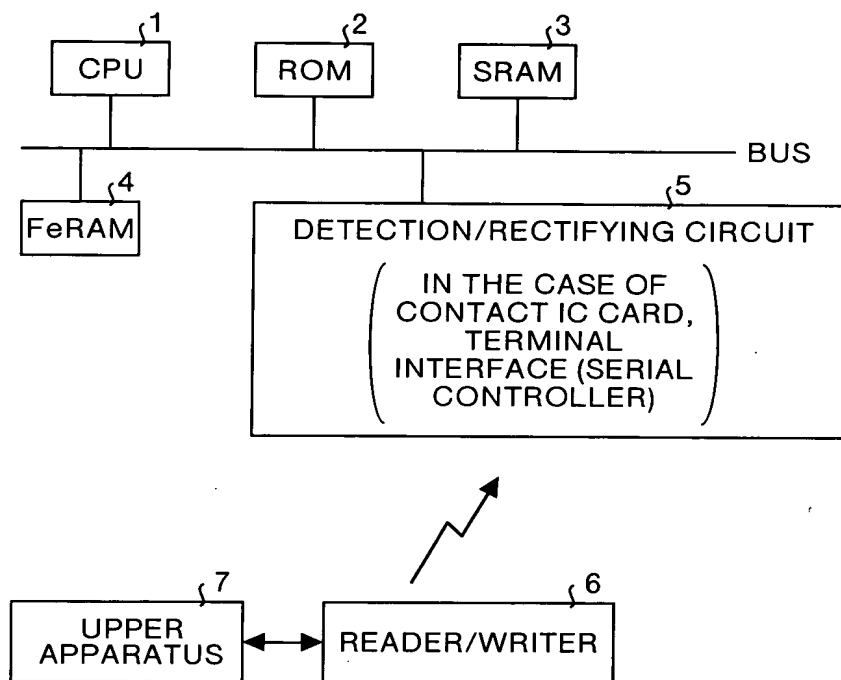 1
CPU
2
ROM
3
SRAM
BUS
4
FeRAM
5
DETECTION/RECTIFYING CIRCUIT
IN THE CASE OF
CONTACT IC CARD,
TERMINAL
INTERFACE (SERIAL
CONTROLLER)
7
UPPER
APPARATUS
6
READER/WRITER